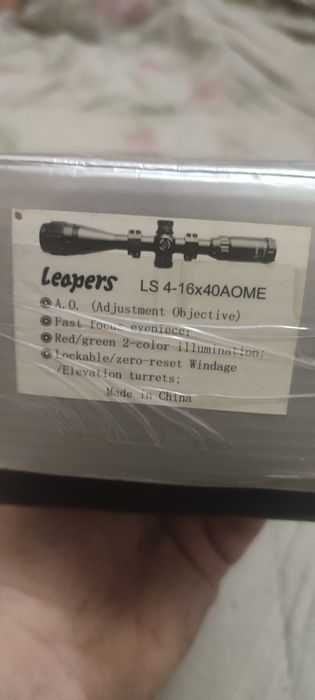 Leapers LS 4-16x40AOME
A.O. (Adjustment Objective)
Fast focus eyeniece;
Red/green 2-color illumination;
Lockable/zero-reset Windage
/Elevation turrets;
Made in China